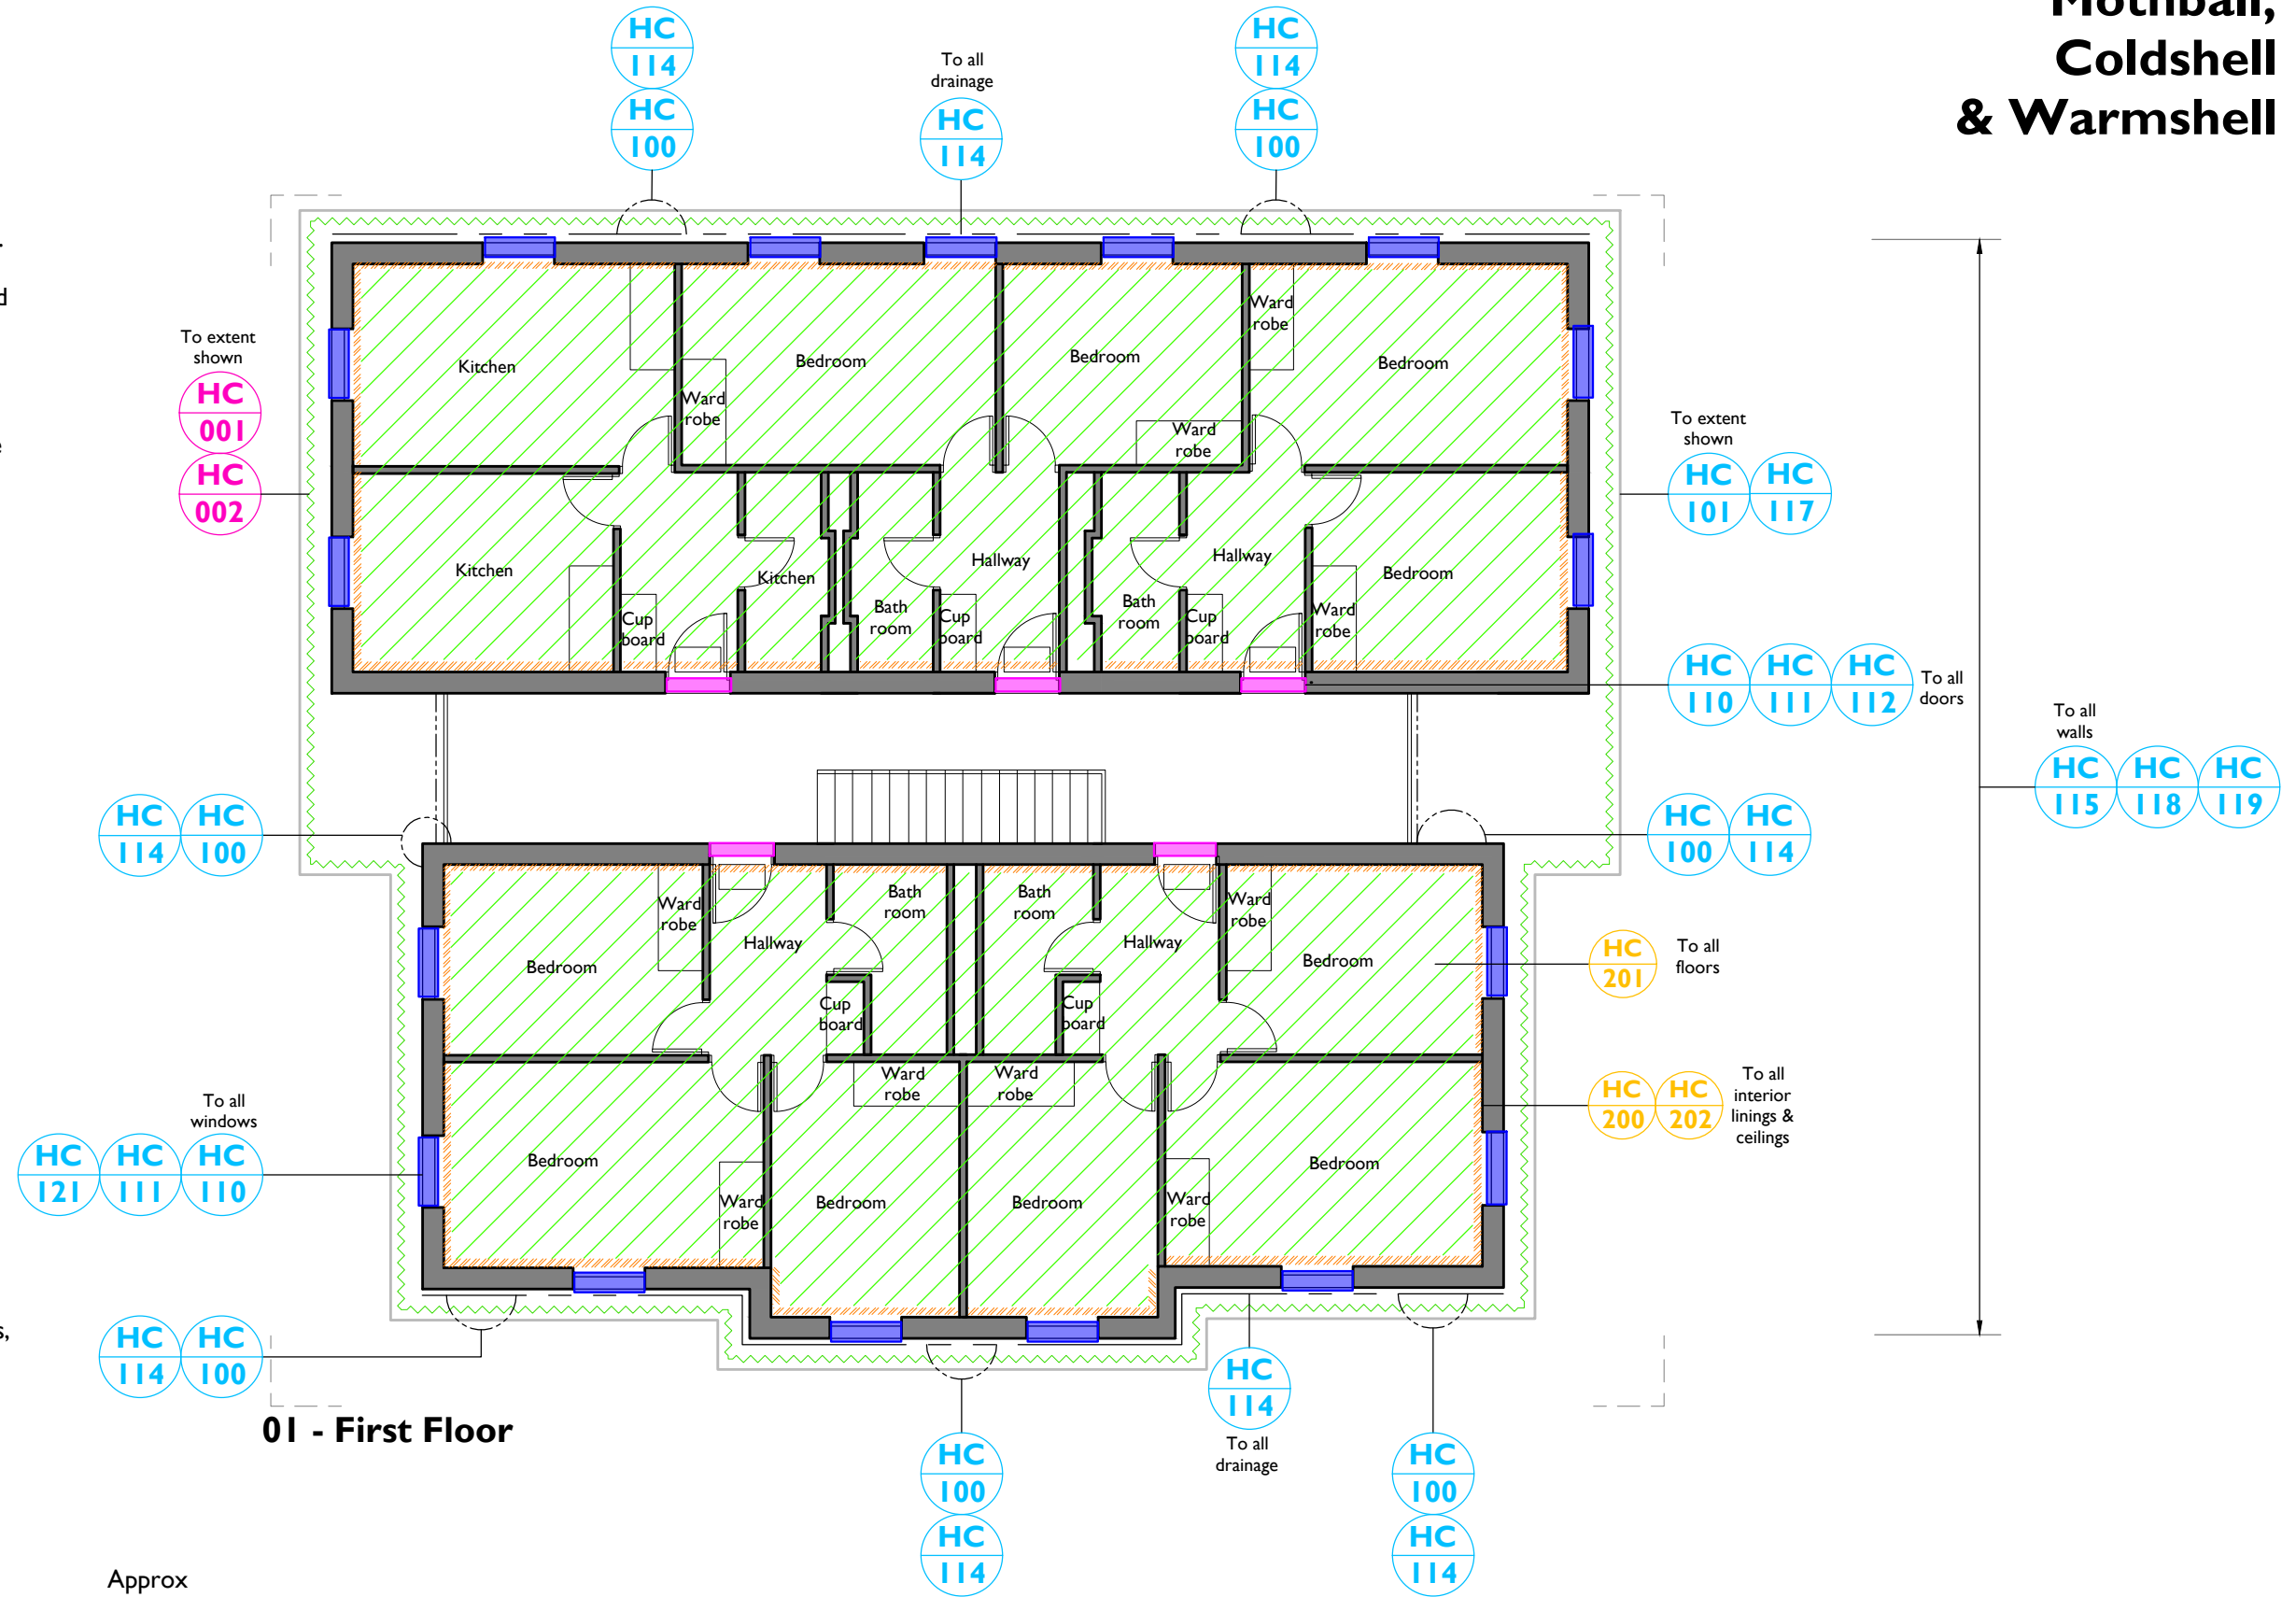 Mothball,
Coldshell
& Warmshell
HC
114
HC
100
To all
drainage
HC
114
HC
114
HC
100
To extent
shown
HC
001
HC
002
Kitchen
Ward
robe
Bedroom
Bedroom
Ward
robe
Ward
robe
Bedroom
To extent
shown
HC
101
HC
117
Kitchen
Cup
board
Kitchen
Bath
room
Cup
board
Hallway
Bath
room
Cup
board
Hallway
Ward
robe
Bedroom
HC
110
HC
111
HC
112
To all
doors
To all
walls
HC
115
HC
118
HC
119
HC
114
HC
100
HC
100
HC
114
Bedroom
Ward
robe
Hallway
Cup
board
Bath
room
Bath
room
Cup
board
Hallway
Ward
robe
Bedroom
HC
201
To all
floors
HC
200
HC
202
To all
interior
linings &
ceilings
To all
windows
HC
121
HC
111
HC
110
Bedroom
Ward
robe
Ward
robe
Bedroom
Ward
robe
Bedroom
Ward
robe
Bedroom
HC
114
HC
100
HC
114
To all
drainage
01 - First Floor
HC
100
HC
114
HC
100
HC
114
Approx